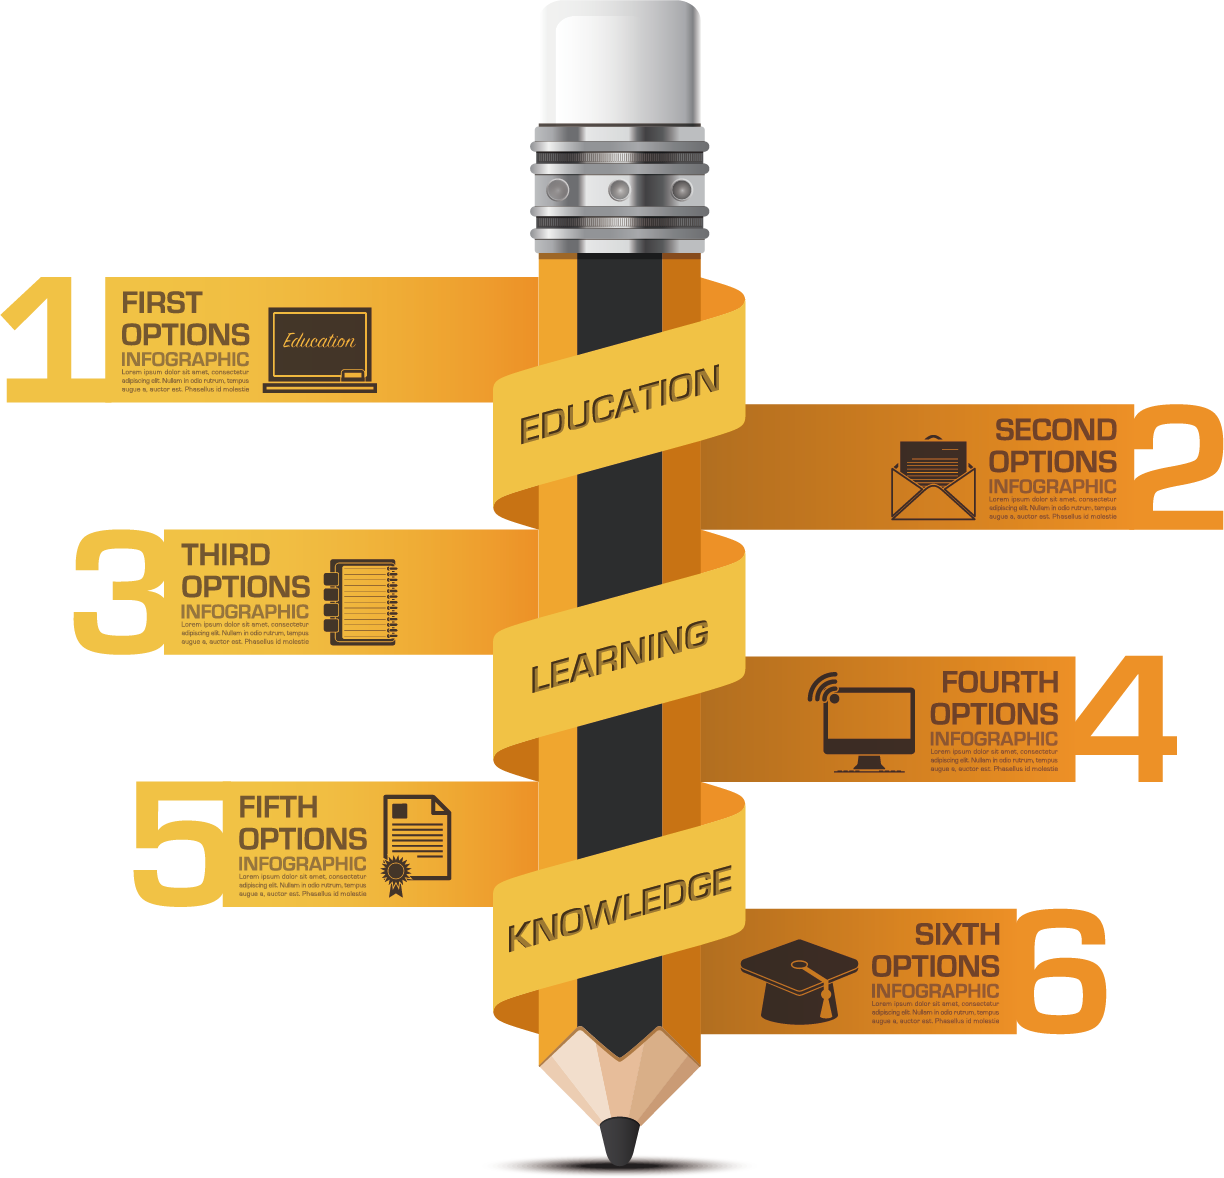 1
FIRST
OPTIONS
INFOGRAPHIC
Lorem ipsum dolor sit amet, consectetur
adipiscing elit. Nullam in odio rutrum, tempus
augue a, auctor est. Phasellus id molestie
Education
EDUCATION
2
SECOND
OPTIONS
INFOGRAPHIC
Lorem ipsum dolor sit amet, consectetur
adipiscing elit. Nullam in odio rutrum, tempus
augue a, auctor est. Phasellus id molestie
3
THIRD
OPTIONS
INFOGRAPHIC
Lorem ipsum dolor sit amet, consectetur
adipiscing elit. Nullam in odio rutrum, tempus
augue a, auctor est. Phasellus id molestie
LEARNING
4
FOURTH
OPTIONS
INFOGRAPHIC
Lorem ipsum dolor sit amet, consectetur
adipiscing elit. Nullam in odio rutrum, tempus
augue a, auctor est. Phasellus id molestie
5
FIFTH
OPTIONS
INFOGRAPHIC
Lorem ipsum dolor sit amet, consectetur
adipiscing elit. Nullam in odio rutrum, tempus
augue a, auctor est. Phasellus id molestie
KNOWLEDGE
6
SIXTH
OPTIONS
INFOGRAPHIC
Lorem ipsum dolor sit amet, consectetur
adipiscing elit. Nullam in odio rutrum, tempus
augue a, auctor est. Phasellus id molestie